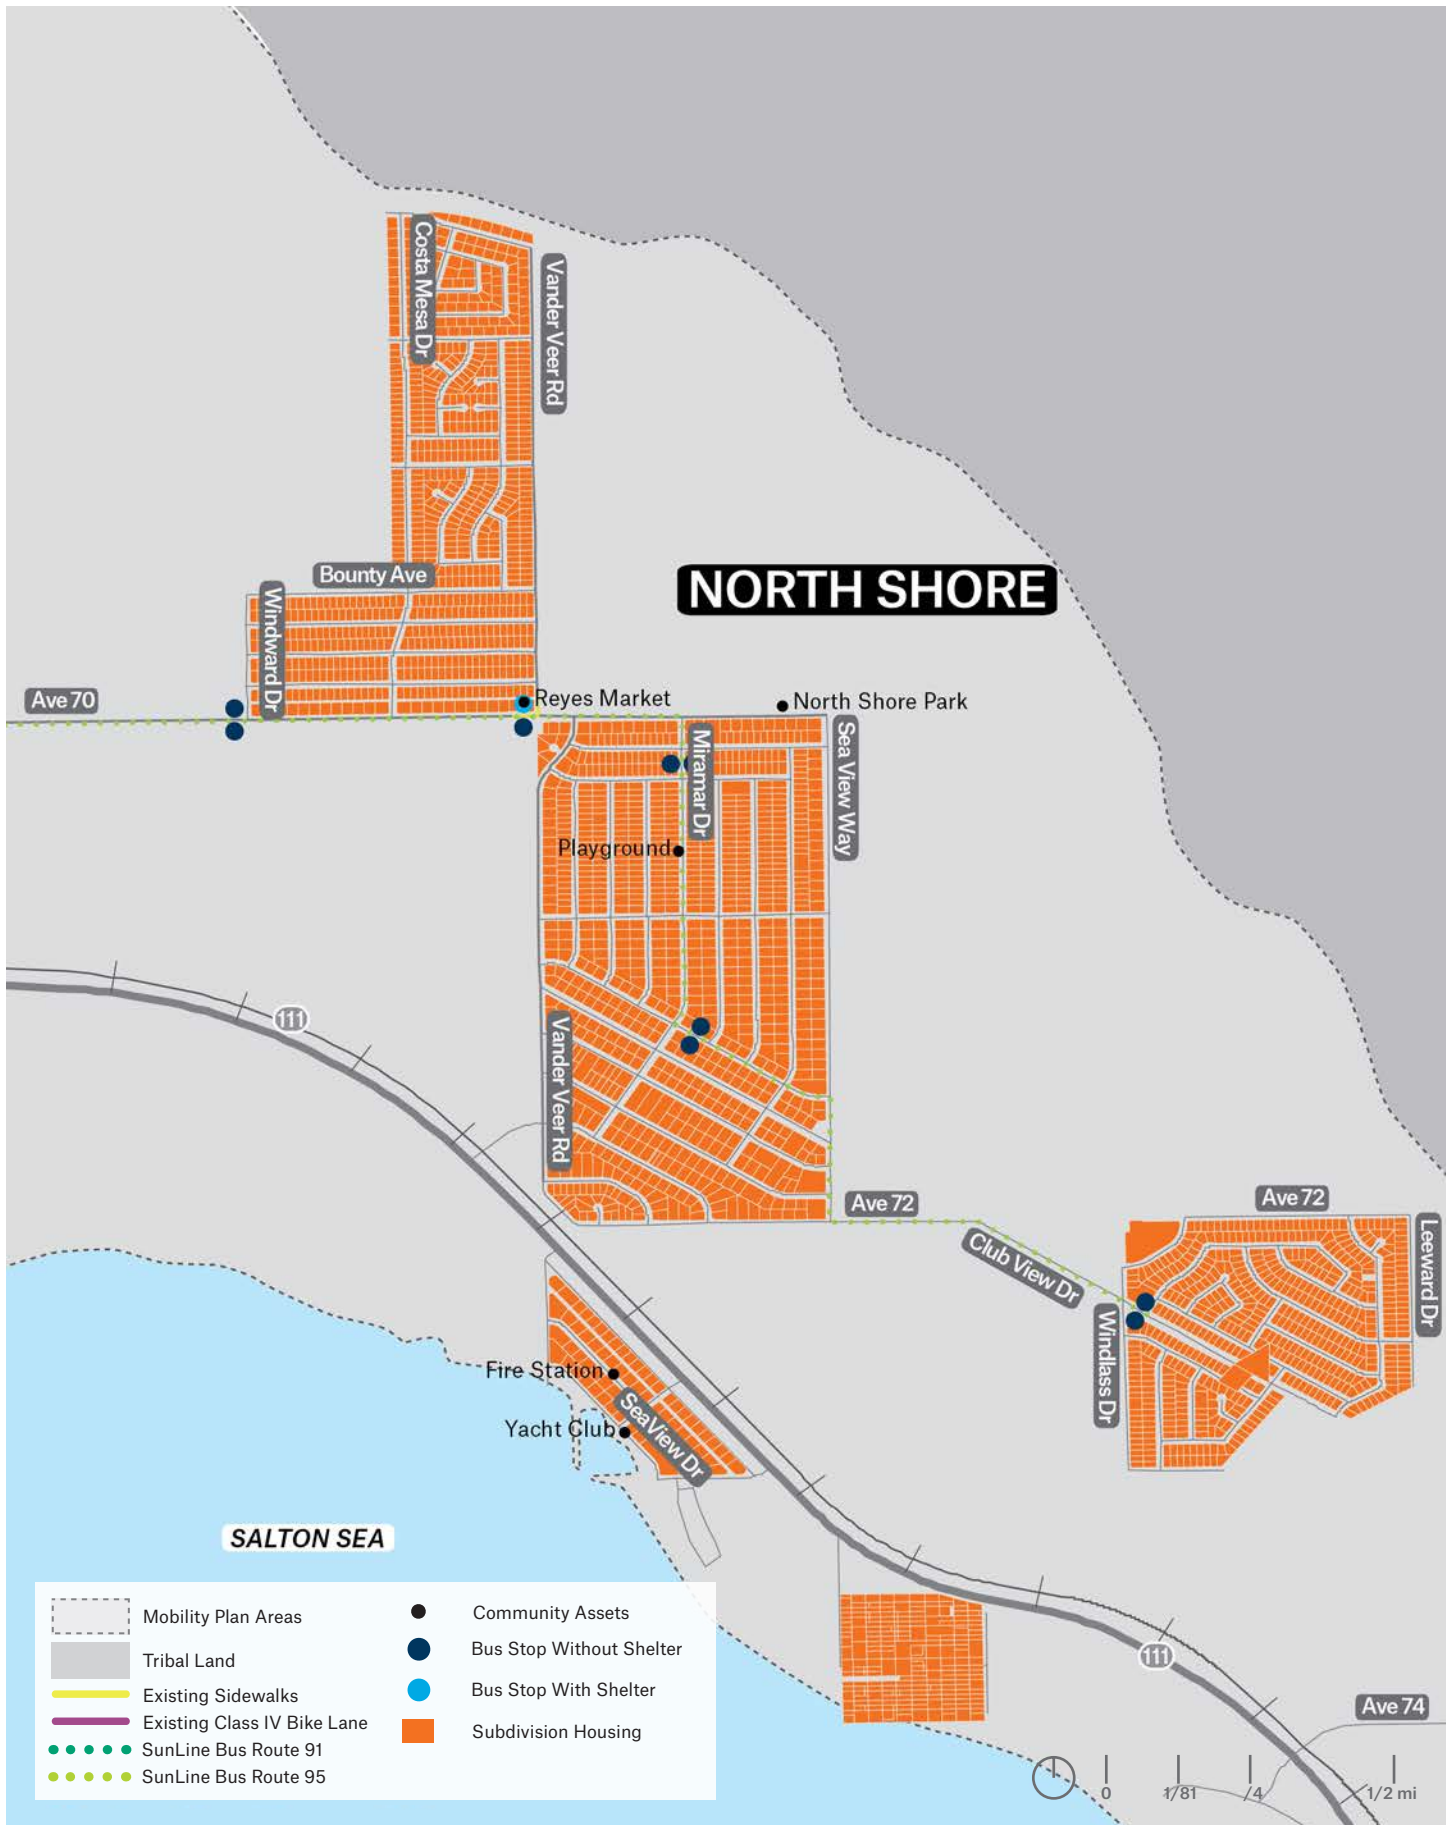 Costa Mesa Dr
Vander Veer Rd
Bounty Ave
NORTH SHORE
Windward Dr
Ave 70
Reyes Market
North Shore Park
Miramar Dr
Sea View Way
Playground
111
Vander Veer Rd
Ave 72
Ave 72
Club View Dr
Leeward Dr
Windlass Dr
Fire Station
SeaView Dr
Yacht Club
SALTON SEA
Mobility Plan Areas
Tribal Land
Existing Sidewalks
Existing Class IV Bike Lane
SunLine Bus Route 91
SunLine Bus Route 95
Community Assets
Bus Stop Without Shelter
Bus Stop With Shelter
Subdivision Housing
111
Ave 74
0 1/81 /4 1/2 mi